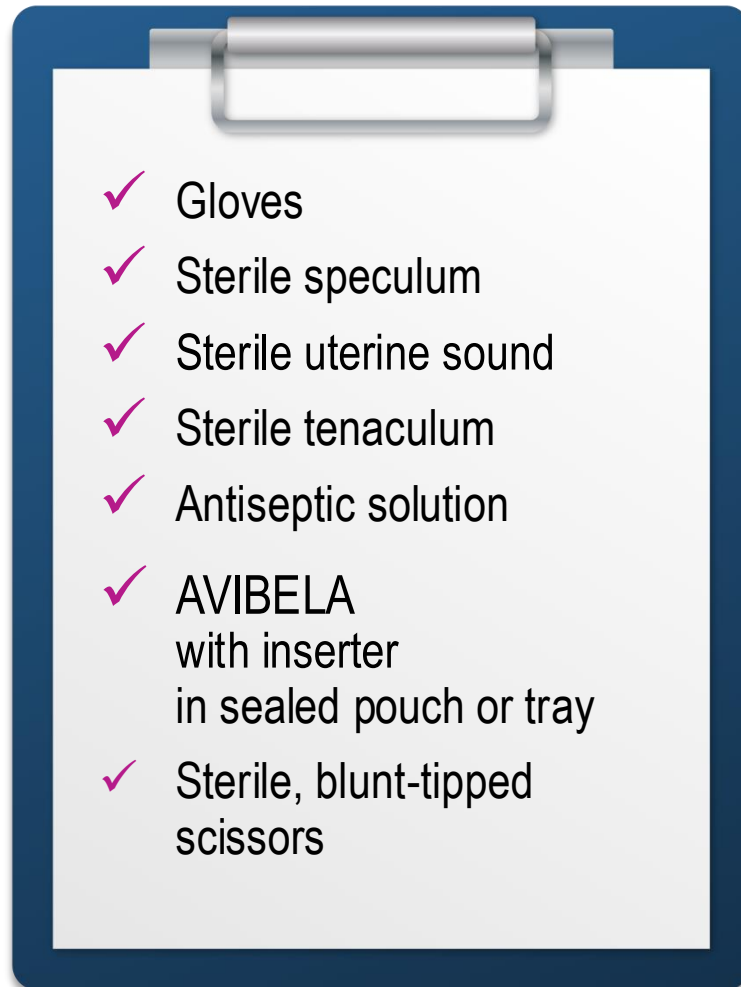 Gloves
Sterile speculum
Sterile uterine sound
Sterile tenaculum
Antiseptic solution
AVIBELA
with inserter
in sealed pouch or tray
Sterile, blunt-tipped
scissors